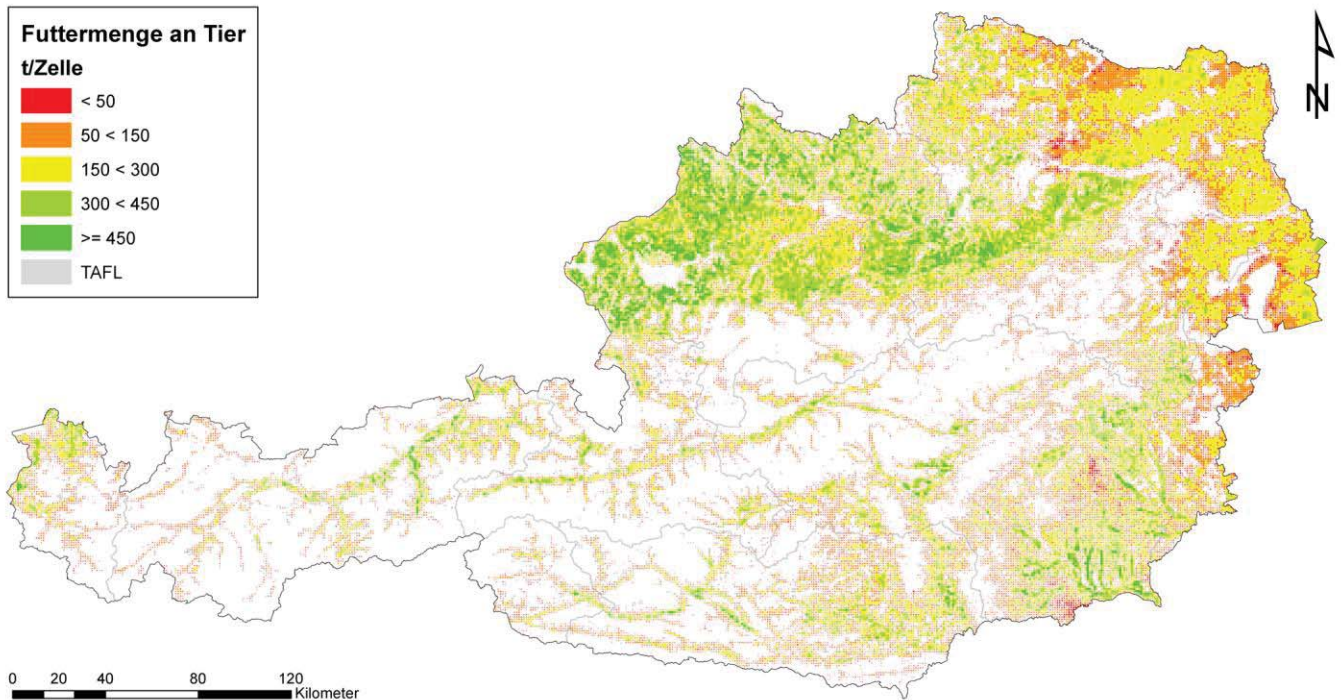 Futtermenge an Tier
t/Zelle
< 50
50 < 150
150 < 300
300 < 450
>= 450
TAFL
N
0 20 40 80 120
Kilometer